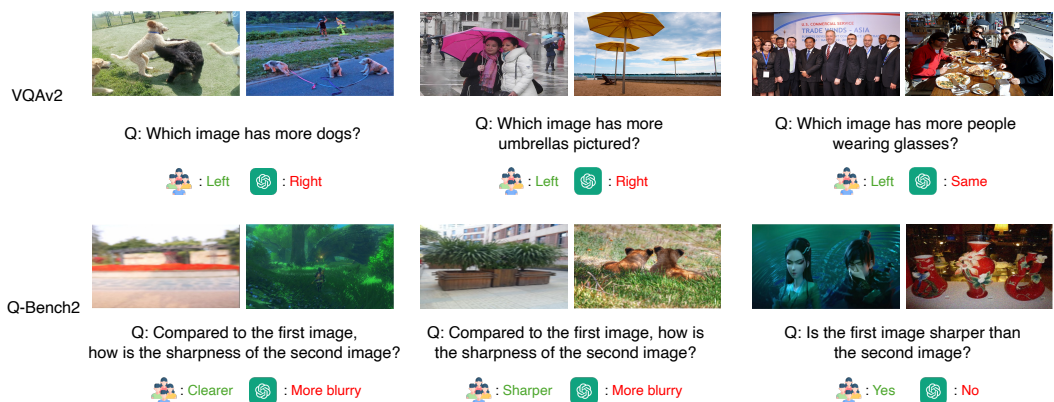 VQAv2
U.S. COMMERCIAL SERVICE
TRADE WINDS - ASIA
Q: Which image has more dogs?
Q: Which image has more
umbrellas pictured?
Q: Which image has more people
wearing glasses?
: Left : Right
: Left : Right
: Left : Same
Q-Bench2
Q: Compared to the first image,
how is the sharpness of the second image?
Q: Compared to the first image, how is
the sharpness of the second image?
Q: Is the first image sharper than
the second image?
: Clearer : More blurry
: Sharper : More blurry
: Yes : No